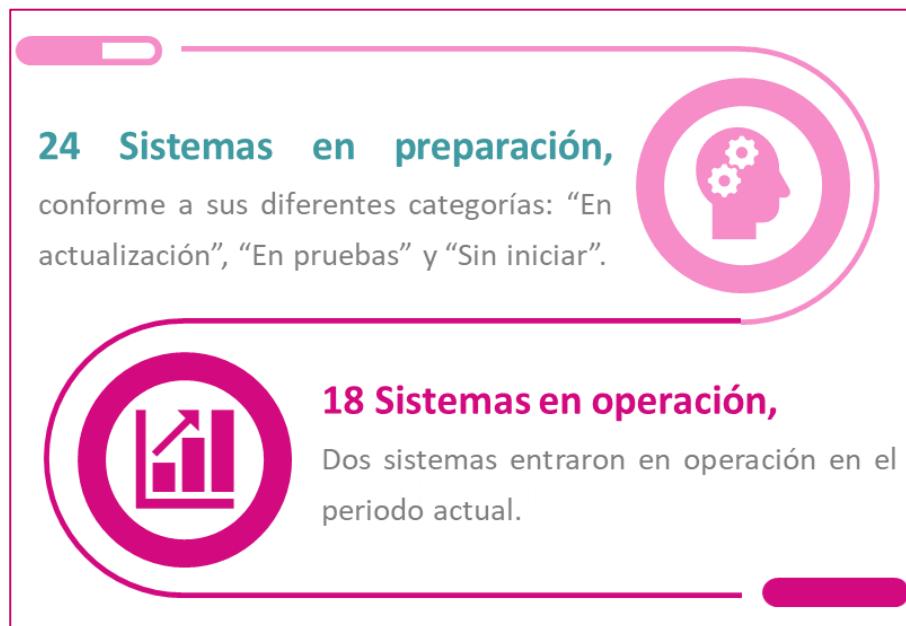 24 Sistemas en preparación,
conforme a sus diferentes categorías: “En
actualización”, “En pruebas” y “Sin iniciar”.
18 Sistemas en operación,
Dos sistemas entraron en operación en el
periodo actual.